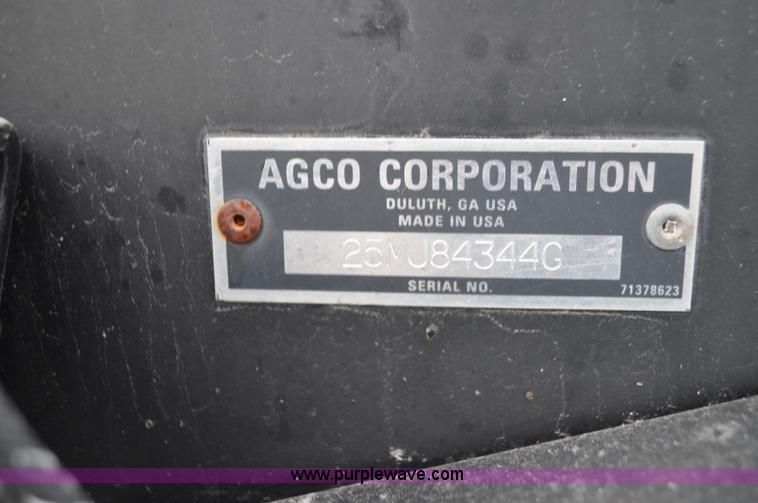 AGCO CORPORATION
DULUTH, GA USA
MADE IN USA
25MJ84344G
SERIAL NO.
71378623
www.purplewave.com